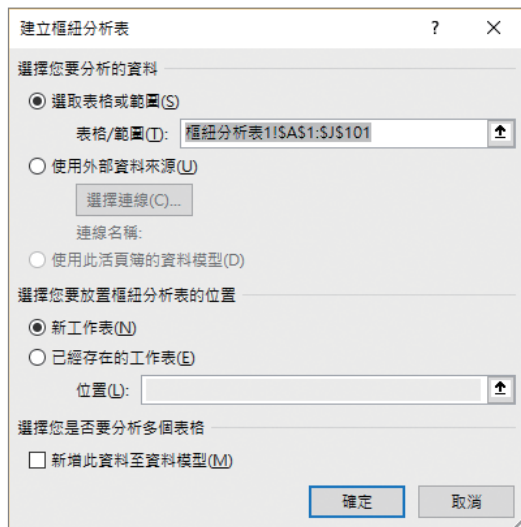 建立樞紐分析表 ? ×
選擇您要分析的資料
選取表格或範圍(S)
表格/範圍(T): 樞紐分析表1!$A$1:$J$101
使用外部資料來源(U)
選擇連線(C)...
連線名稱:
使用此活頁簿的資料模型(D)
選擇您要放置樞紐分析表的位置
新工作表(N)
已經存在的工作表(E)
位置(L):
選擇您是否要分析多個表格
新增此資料至資料模型(M)
確定 取消